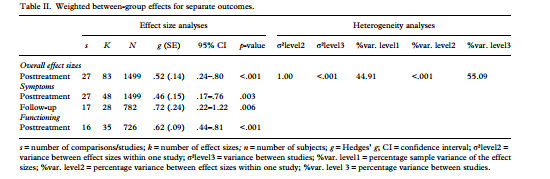 Table II. Weighted between-group effects for separate outcomes.
Effect size analyses Heterogeneity analyses
s K N g (SE) 95% CI p-value σ²level2 σ²level3 %var. level1 %var. level2 %var. level3
Overall effect sizes
Posttreatment 27 83 1499 .52 (.14) .24–.80 <.001 1.00 <.001 44.91 <.001 55.09
Symptoms
Posttreatment 27 48 1499 .46 (.15) .17–.76 .003
Follow-up 17 28 782 .72 (.24) .22–1.22 .006
Functioning
Posttreatment 16 35 726 .62 (.09) .44–.81 <.001
s = number of comparisons/studies; k = number of effect sizes; n = number of subjects; g = Hedges' g; CI = confidence interval; σ²level2 =
variance between effect sizes within one study; σ²level3 = variance between studies; %var. level1 = percentage sample variance of the effect
sizes; %var. level2 = percentage variance between effect sizes within one study; %var. level 3 = percentage variance between studies.